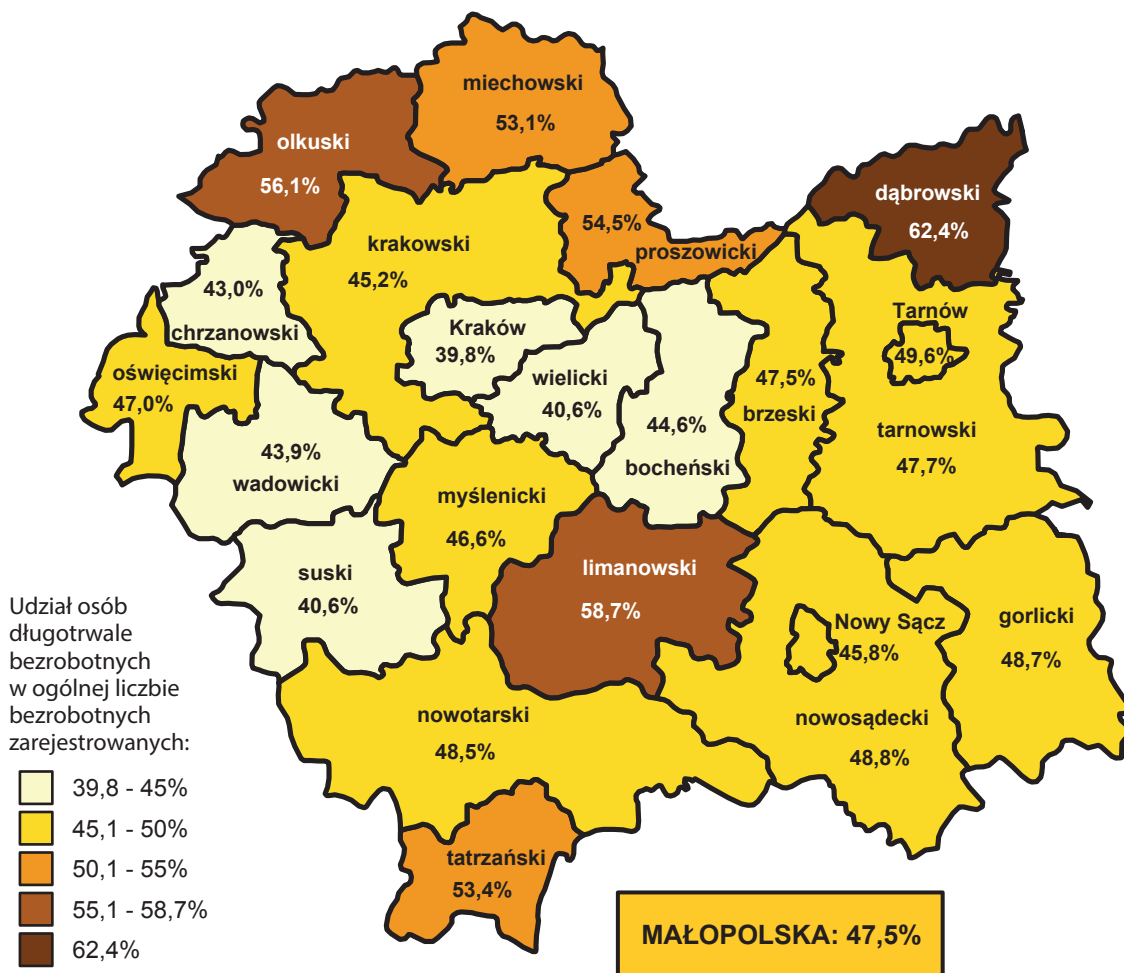 miechowski
53,1%
olkuski
56,1%
dąbrowski
62,4%
54,5%
proszowicki
krakowski
45,2%
43,0%
chrzanowski
Kraków
39,8%
Tarnów
49,6%
oświęcimski
47,0%
wielicki
40,6%
47,5%
brzeski
44,6%
bocheński
tarnowski
47,7%
43,9%
wadowicki
myślenicki
46,6%
suski
40,6%
limanowski
58,7%
Nowy Sącz
45,8%
gorlicki
48,7%
nowotarski
48,5%
nowosądecki
48,8%
tatrzański
53,4%
Udział osób
długotrwale
bezrobotnych
w ogólnej liczbie
bezrobotnych
zarejestrowanych:
39,8 - 45%
45,1 - 50%
50,1 - 55%
55,1 - 58,7%
62,4%
MAŁOPOLSKA: 47,5%